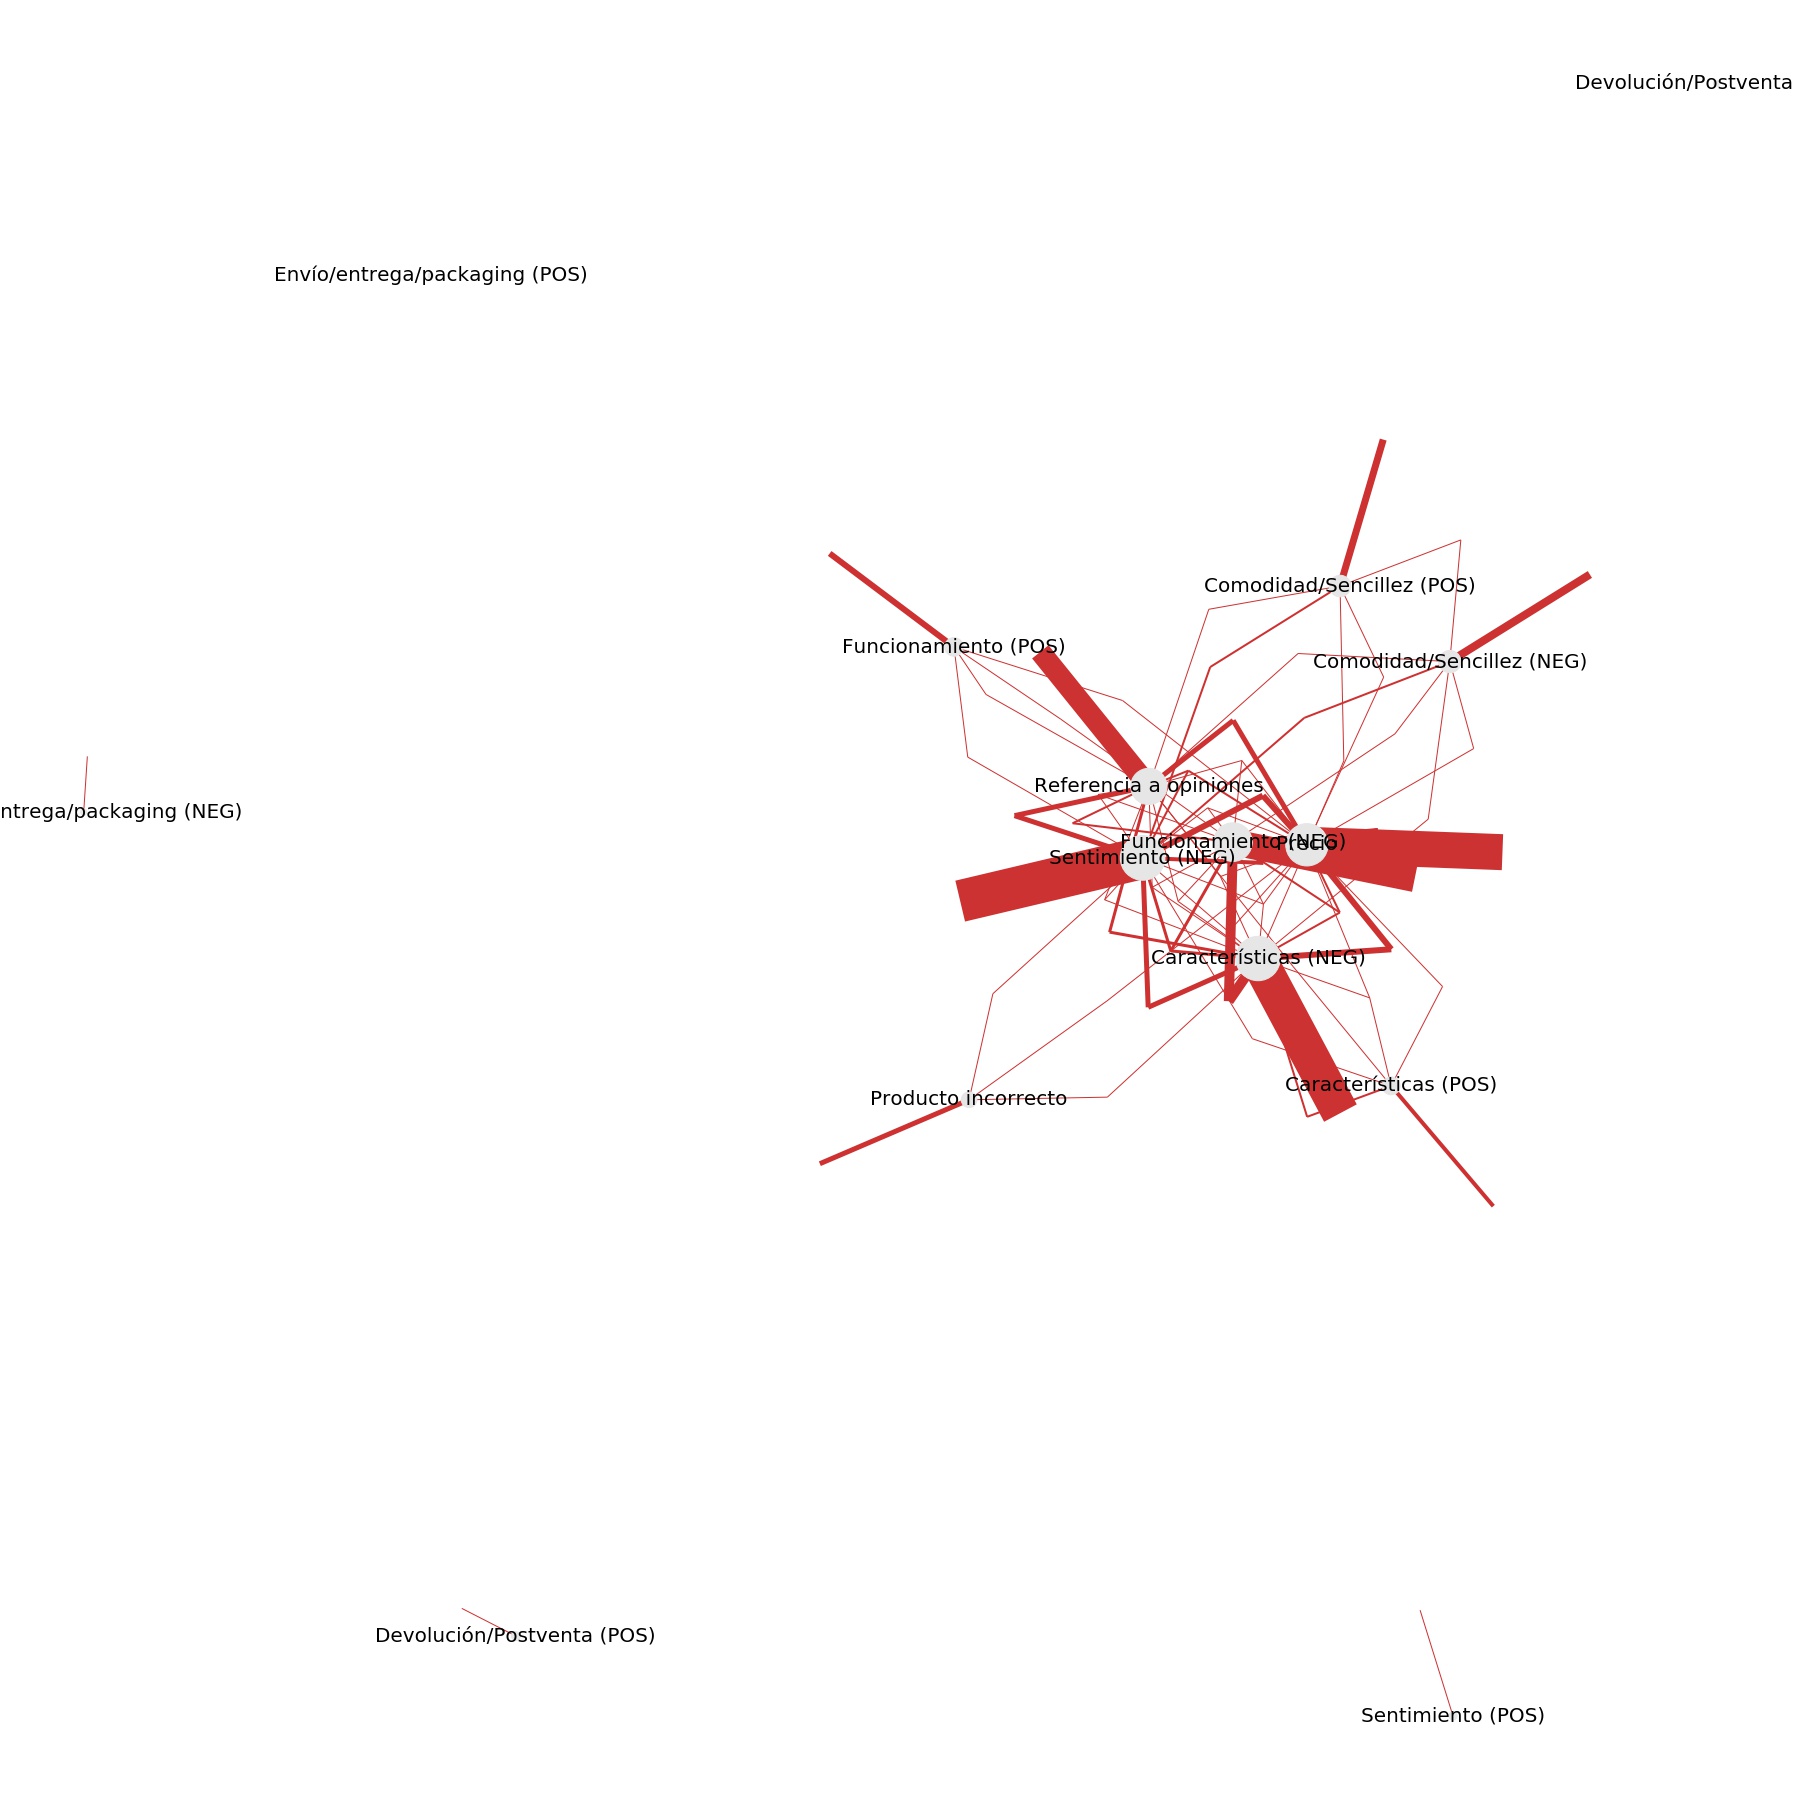 Devolución/Postventa
Envío/entrega/packaging (POS)
Comodidad/Sencillez (POS)
Funcionamiento (POS)
Comodidad/Sencillez (NEG)
Referencia a opiniones
ntrega/packaging (NEG)
Funcionamiento (NEG)
Precio
Sentimiento (NEG)
Características (NEG)
Características (POS)
Producto incorrecto
Devolución/Postventa (POS)
Sentimiento (POS)